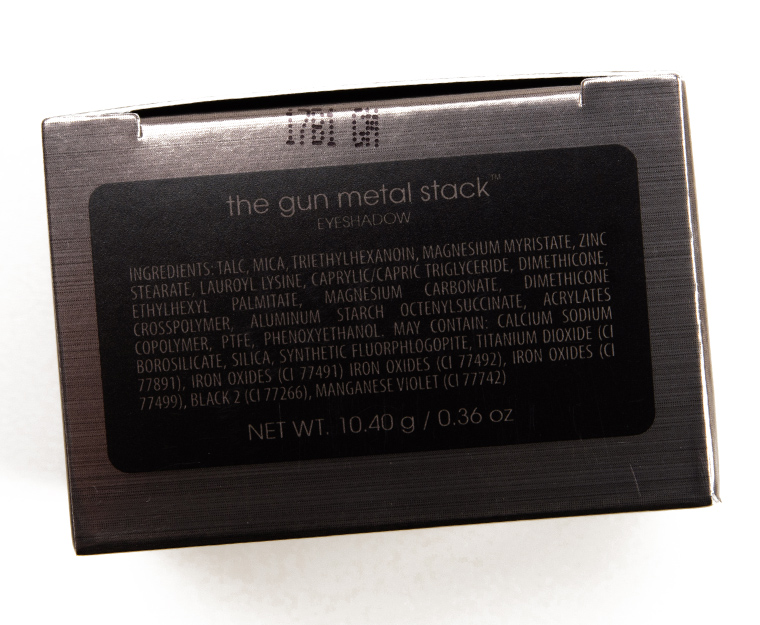 1781 GM
the gun metal stack™
EYESHADOW
INGREDIENTS: TALC, MICA, TRIETHYLHEXANOIN, MAGNESIUM MYRISTATE, ZINC
STEARATE, LAUROYL LYSINE, CAPRYLIC/CAPRIC TRIGLYCERIDE, DIMETHICONE,
ETHYLHEXYL PALMITATE, MAGNESIUM CARBONATE, DIMETHICONE
CROSSPOLYMER, ALUMINUM STARCH OCTENYLSUCCINATE, ACRYLATES
COPOLYMER, PTFE, PHENOXYETHANOL. MAY CONTAIN: CALCIUM SODIUM
BOROSILICATE, SILICA, SYNTHETIC FLUORPHLOGOPITE, TITANIUM DIOXIDE (CI
77891), IRON OXIDES (CI 77491) IRON OXIDES (CI 77492), IRON OXIDES (CI
77499), BLACK 2 (CI 77266), MANGANESE VIOLET (CI 77742)
NET WT. 10.40 g / 0.36 oz